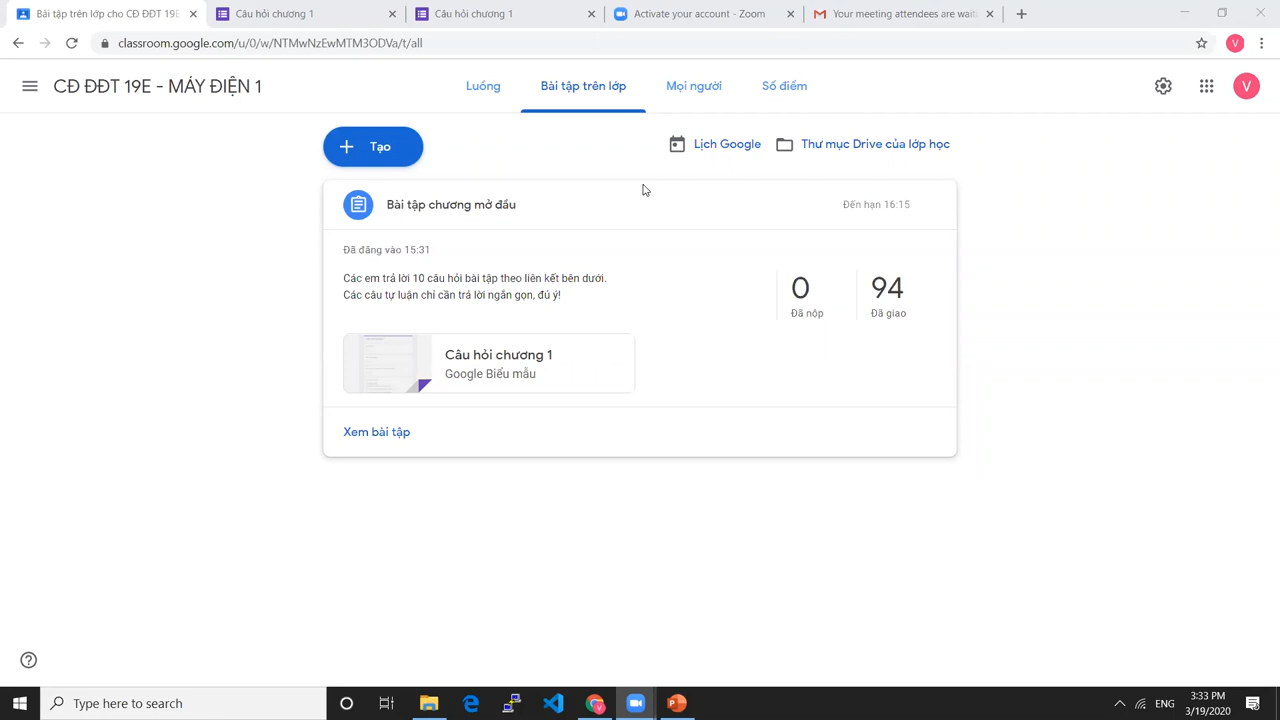 Bài tập trên lớp cho CĐ ĐĐT 19E
Câu hỏi chương 1
Câu hỏi chương 1
Activate your account - Zoom
Your meeting attendees are wait
classroom.google.com/u/0/w/NTMwNzEwMTM3ODVa/t/all
V
CĐ ĐĐT 19E - MÁY ĐIỆN 1
Luồng
Bài tập trên lớp
Mọi người
Số điểm
V
Tạo
Lịch Google
Thư mục Drive của lớp học
Bài tập chương mở đầu
Đến hạn 16:15
Đã đăng vào 15:31
Các em trả lời 10 câu hỏi bài tập theo liên kết bên dưới.
Các câu tự luận chỉ cần trả lời ngắn gọn, đủ ý!
0
Đã nộp
94
Đã giao
Câu hỏi chương 1
Google Biểu mẫu
Xem bài tập
Type here to search
ENG
3:33 PM
3/19/2020